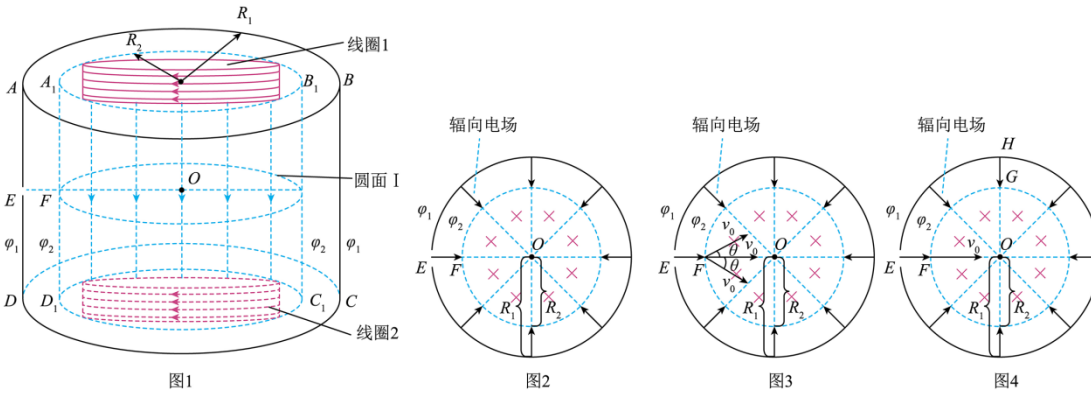 R₁
R₂
线圈1
A
A₁
B₁
B
O
E
F
圆面Ⅰ
φ₁
φ₂
φ₂
φ₁
D
D₁
C₁
C
线圈2
图1
辐向电场
φ₁
φ₂
O
E
F
R₁
R₂
图2
辐向电场
φ₁
φ₂
v₀
v₀
θ
O
E
F
θ
v₀
R₁
R₂
图3
辐向电场
H
G
φ₁
φ₂
v₀
O
E
F
R₁
R₂
图4